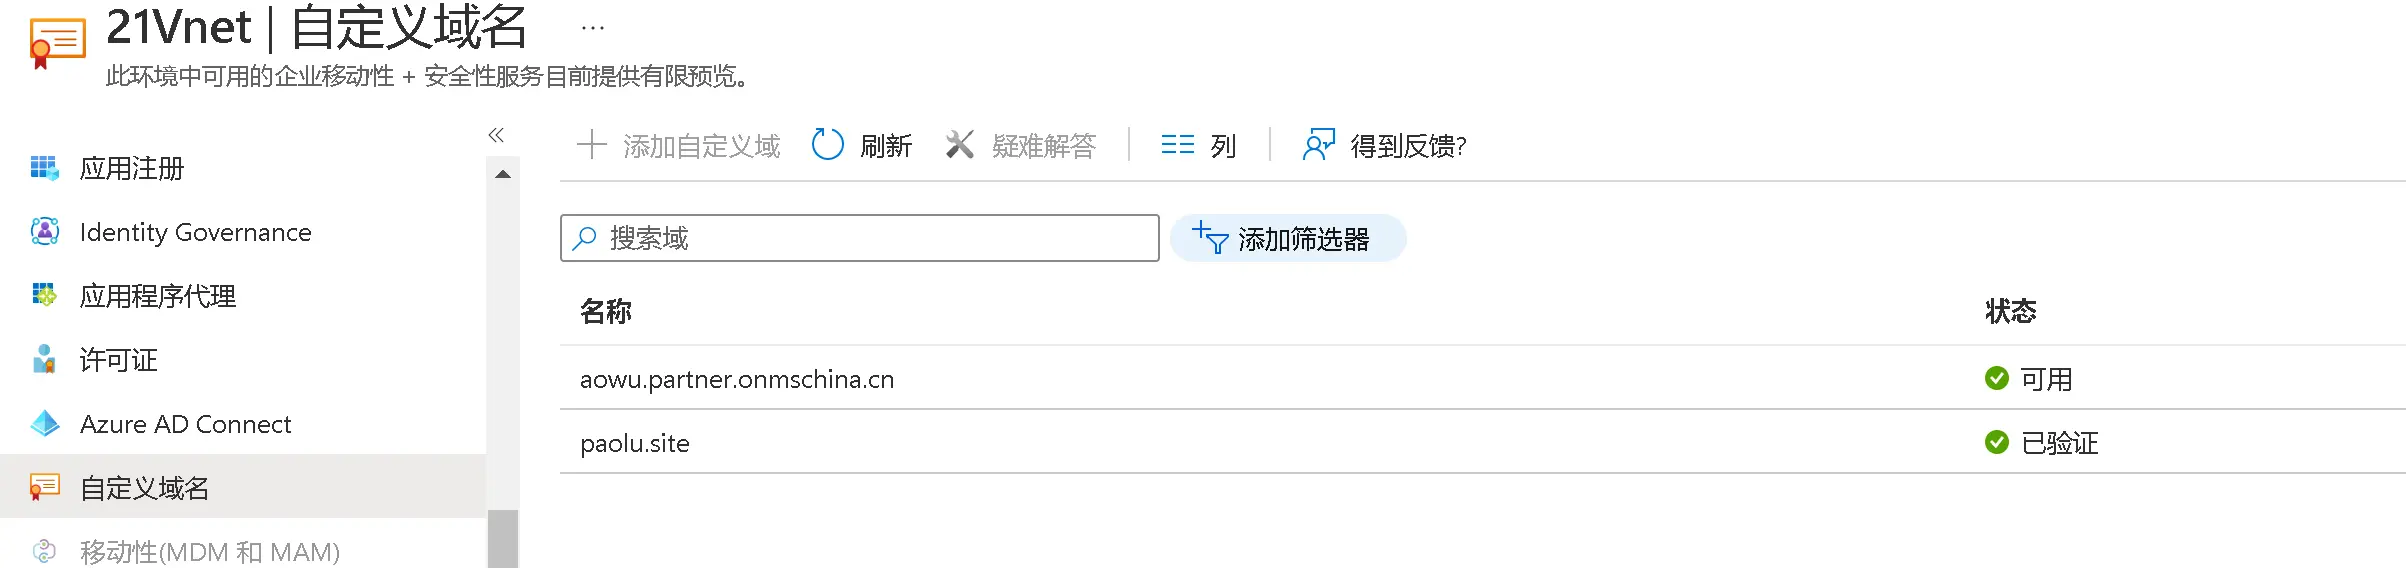 21Vnet | 自定义域名 ...
此环境中可用的企业移动性 + 安全性服务目前提供有限预览。
«
应用注册
Identity Governance
应用程序代理
许可证
Azure AD Connect
自定义域名
移动性(MDM 和 MAM)
添加自定义域 刷新 疑难解答 列 得到反馈?
搜索域 添加筛选器
名称 状态
aowu.partner.onmschina.cn 可用
paolu.site 已验证